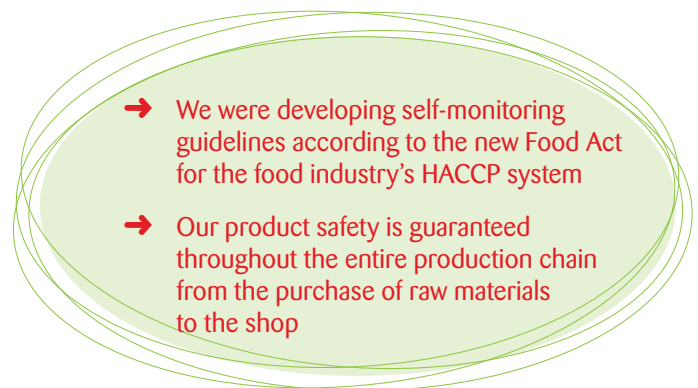 ➜ We were developing self-monitoring
guidelines according to the new Food Act
for the food industry's HACCP system
➜ Our product safety is guaranteed
throughout the entire production chain
from the purchase of raw materials
to the shop